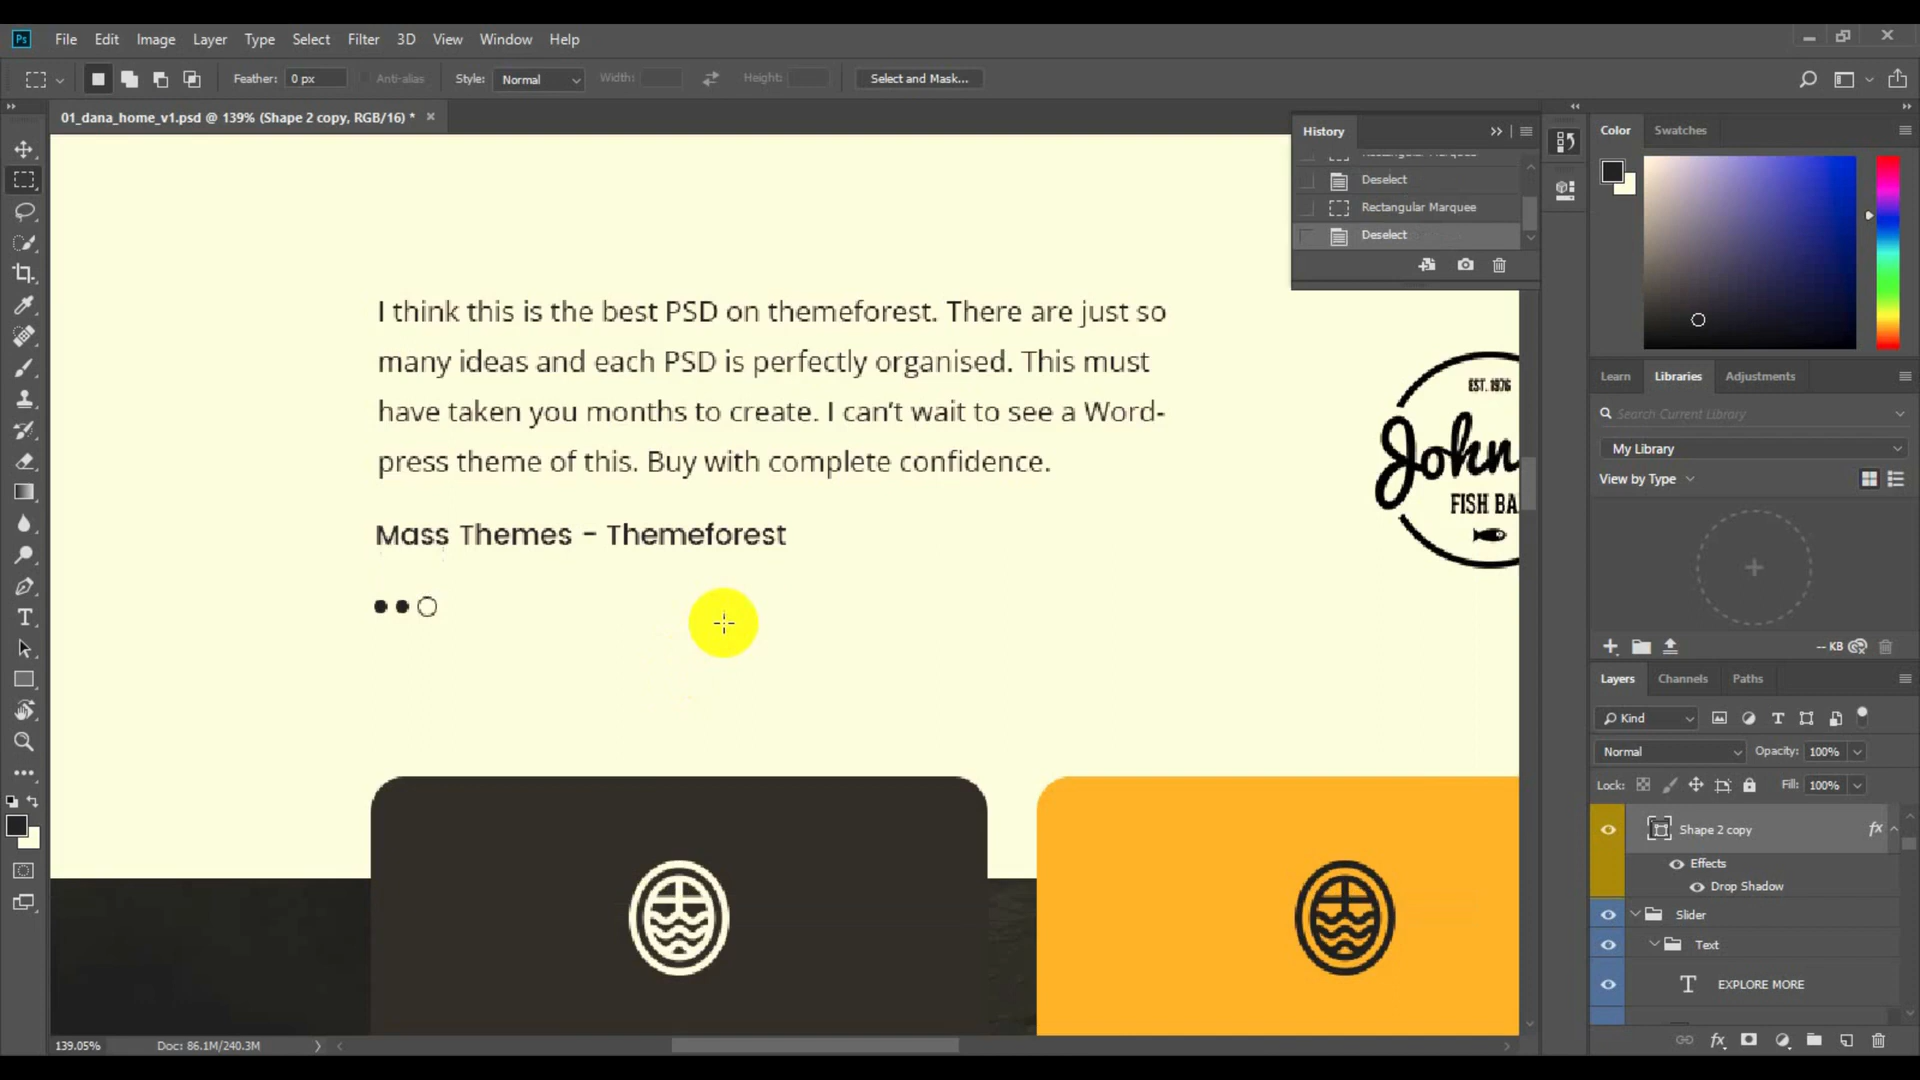 Ps File Edit Image Layer Type Select Filter 3D View Window Help
Feather: 0 px Anti-alias Style: Normal Width: Height: Select and Mask...
01_dana_home_v1.psd @ 139% (Shape 2 copy, RGB/16) *
History
Rectangular Marquee
Deselect
Rectangular Marquee
Deselect
I think this is the best PSD on themeforest. There are just so
many ideas and each PSD is perfectly organised. This must
have taken you months to create. I can't wait to see a Word-
press theme of this. Buy with complete confidence.
Mass Themes - Themeforest
EST. 1976
John
FISH BA
139.05% Doc: 86.1M/240.3M
Color Swatches
Learn Libraries Adjustments
Search Current Library
My Library
View by Type
-- KB
Layers Channels Paths
Kind
Normal Opacity: 100%
Lock: Fill: 100%
Shape 2 copy fx
Effects
Drop Shadow
Slider
Text
T EXPLORE MORE
fx